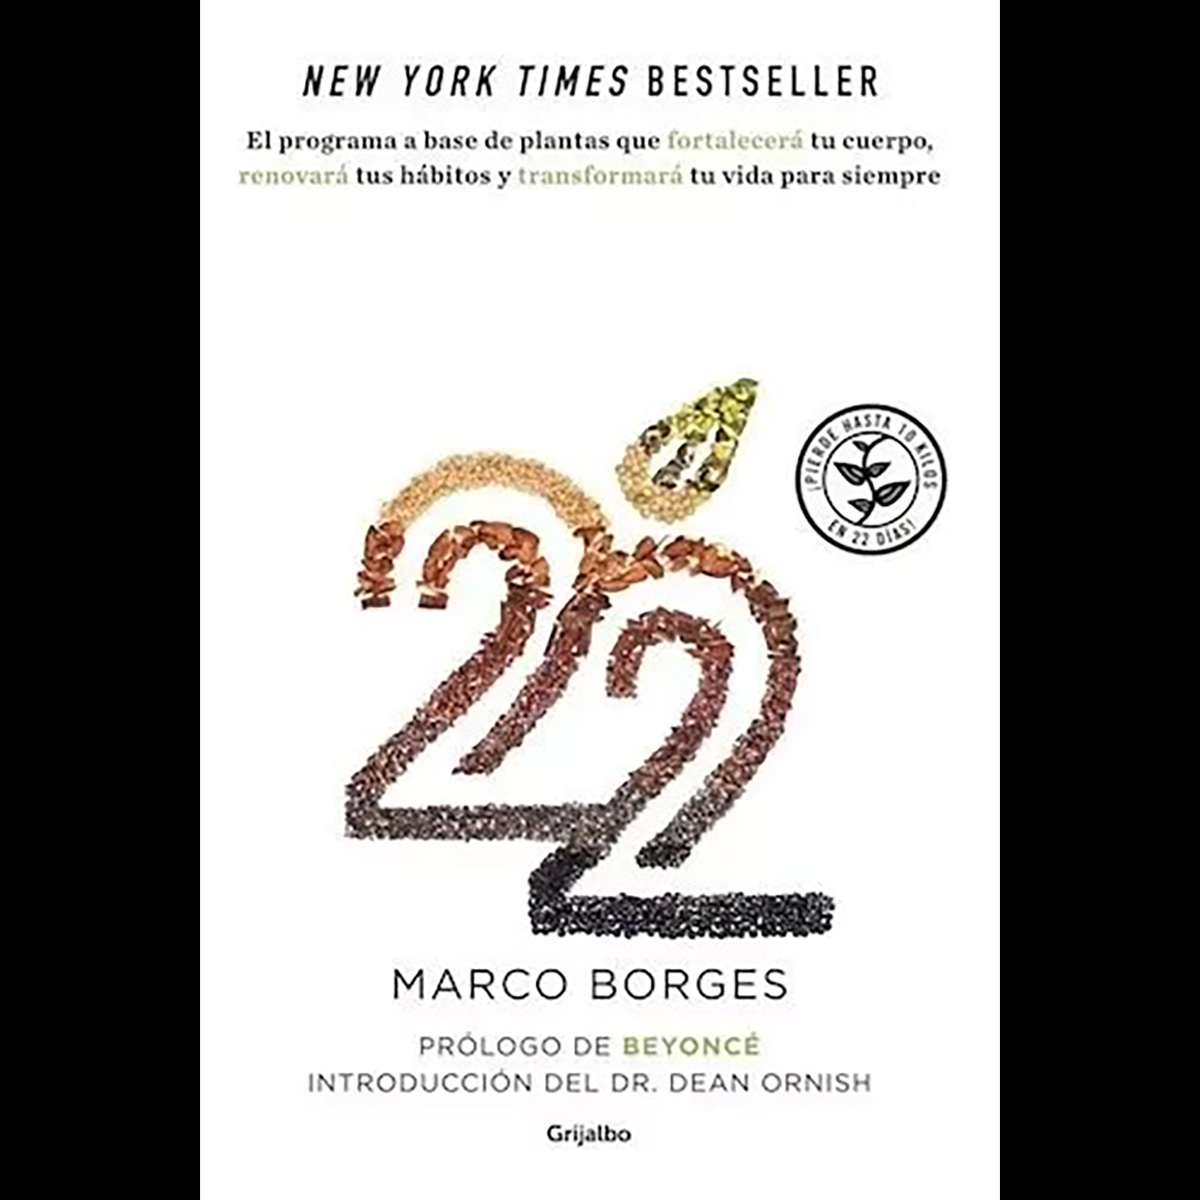 NEW YORK TIMES BESTSELLER
El programa a base de plantas que fortalecerá tu cuerpo,
renovará tus hábitos y transformará tu vida para siempre
¡PIERDE HASTA 10 KILOS
EN 22 DÍAS!
22
MARCO BORGES
PRÓLOGO DE BEYONCÉ
INTRODUCCIÓN DEL DR. DEAN ORNISH
Grijalbo